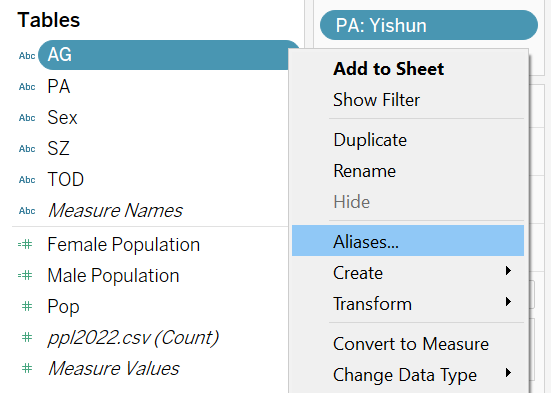 Tables
Abc AG
Abc PA
Abc Sex
Abc SZ
Abc TOD
Abc Measure Names
=# Female Population
=# Male Population
# Pop
# ppl2022.csv (Count)
# Measure Values
PA: Yishun
Add to Sheet
Show Filter
Duplicate
Rename
Hide
Aliases...
Create
Transform
Convert to Measure
Change Data Type